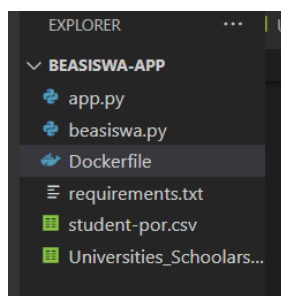 EXPLORER ...
BEASISWA-APP
app.py
beasiswa.py
Dockerfile
requirements.txt
student-por.csv
Universities_Schoolars...